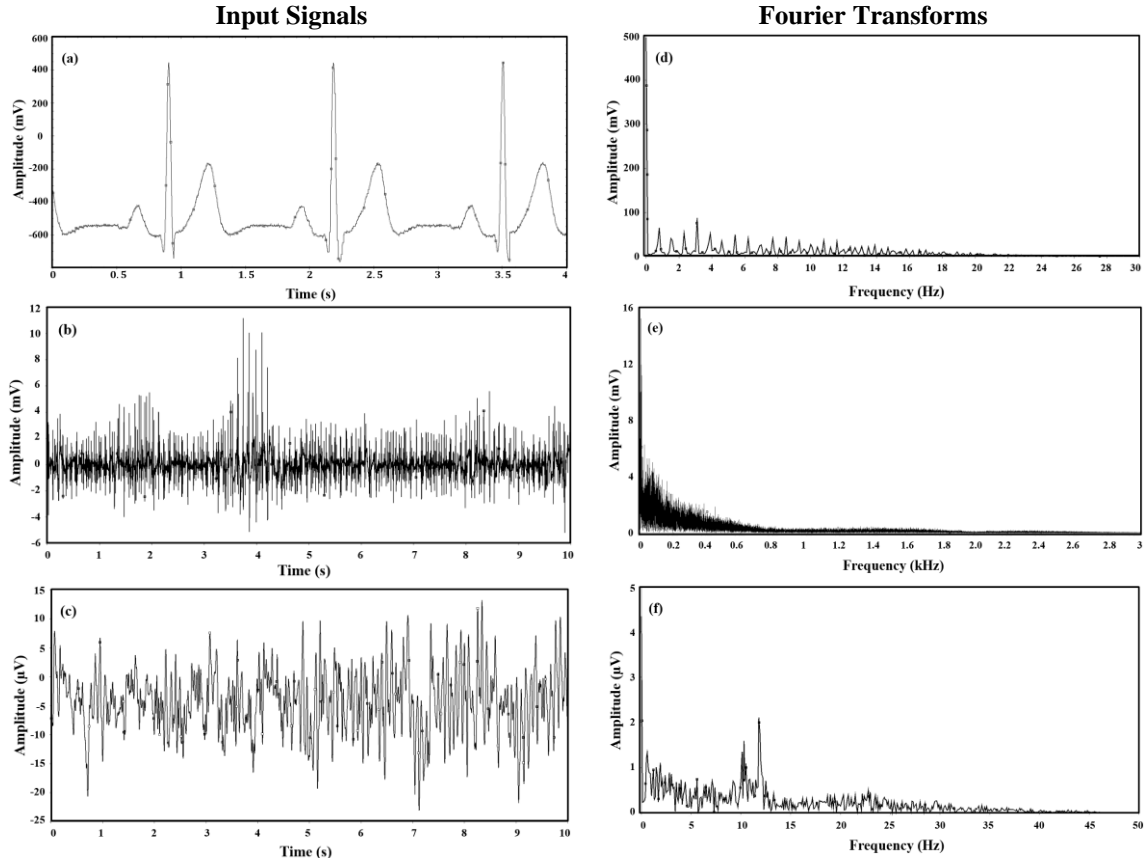 Input Signals
Fourier Transforms
(a)
Amplitude (mV)
600
400
200
0
-200
-400
-600
-800
0 0.5 1 1.5 2 2.5 3 3.5 4
Time (s)
(d)
Amplitude (mV)
500
400
300
200
100
0
0 2 4 6 8 10 12 14 16 18 20 22 24 26 28 30
Frequency (Hz)
(b)
Amplitude (mV)
12
10
8
6
4
2
0
-2
-4
-6
0 1 2 3 4 5 6 7 8 9 10
Time (s)
(e)
Amplitude (mV)
16
12
16
4
0
0 0.2 0.4 0.6 0.8 1 1.2 1.4 1.6 1.8 2 2.2 2.4 2.6 2.8 3
Frequency (kHz)
(c)
Amplitude (µV)
15
10
5
0
-5
-10
-15
-20
-25
0 1 2 3 4 5 6 7 8 9 10
Time (s)
(f)
Amplitude (µV)
5
4
3
2
1
0
0 5 10 15 20 25 30 35 40 45 50
Frequency (Hz)